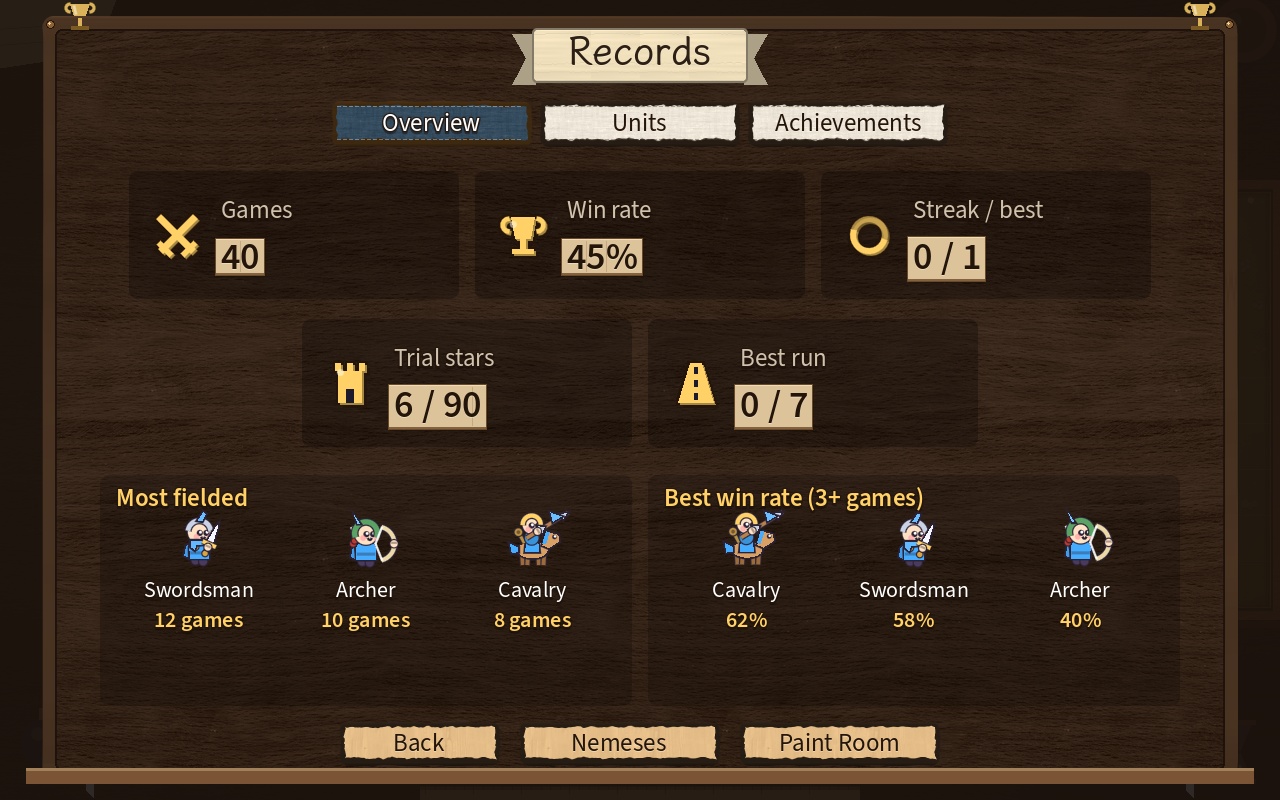 Records
Overview
Units
Achievements
Games
40
Win rate
45%
Streak / best
0 / 1
Trial stars
6 / 90
Best run
0 / 7
Most fielded
Swordsman
12 games
Archer
10 games
Cavalry
8 games
Best win rate (3+ games)
Cavalry
62%
Swordsman
58%
Archer
40%
Back
Nemeses
Paint Room